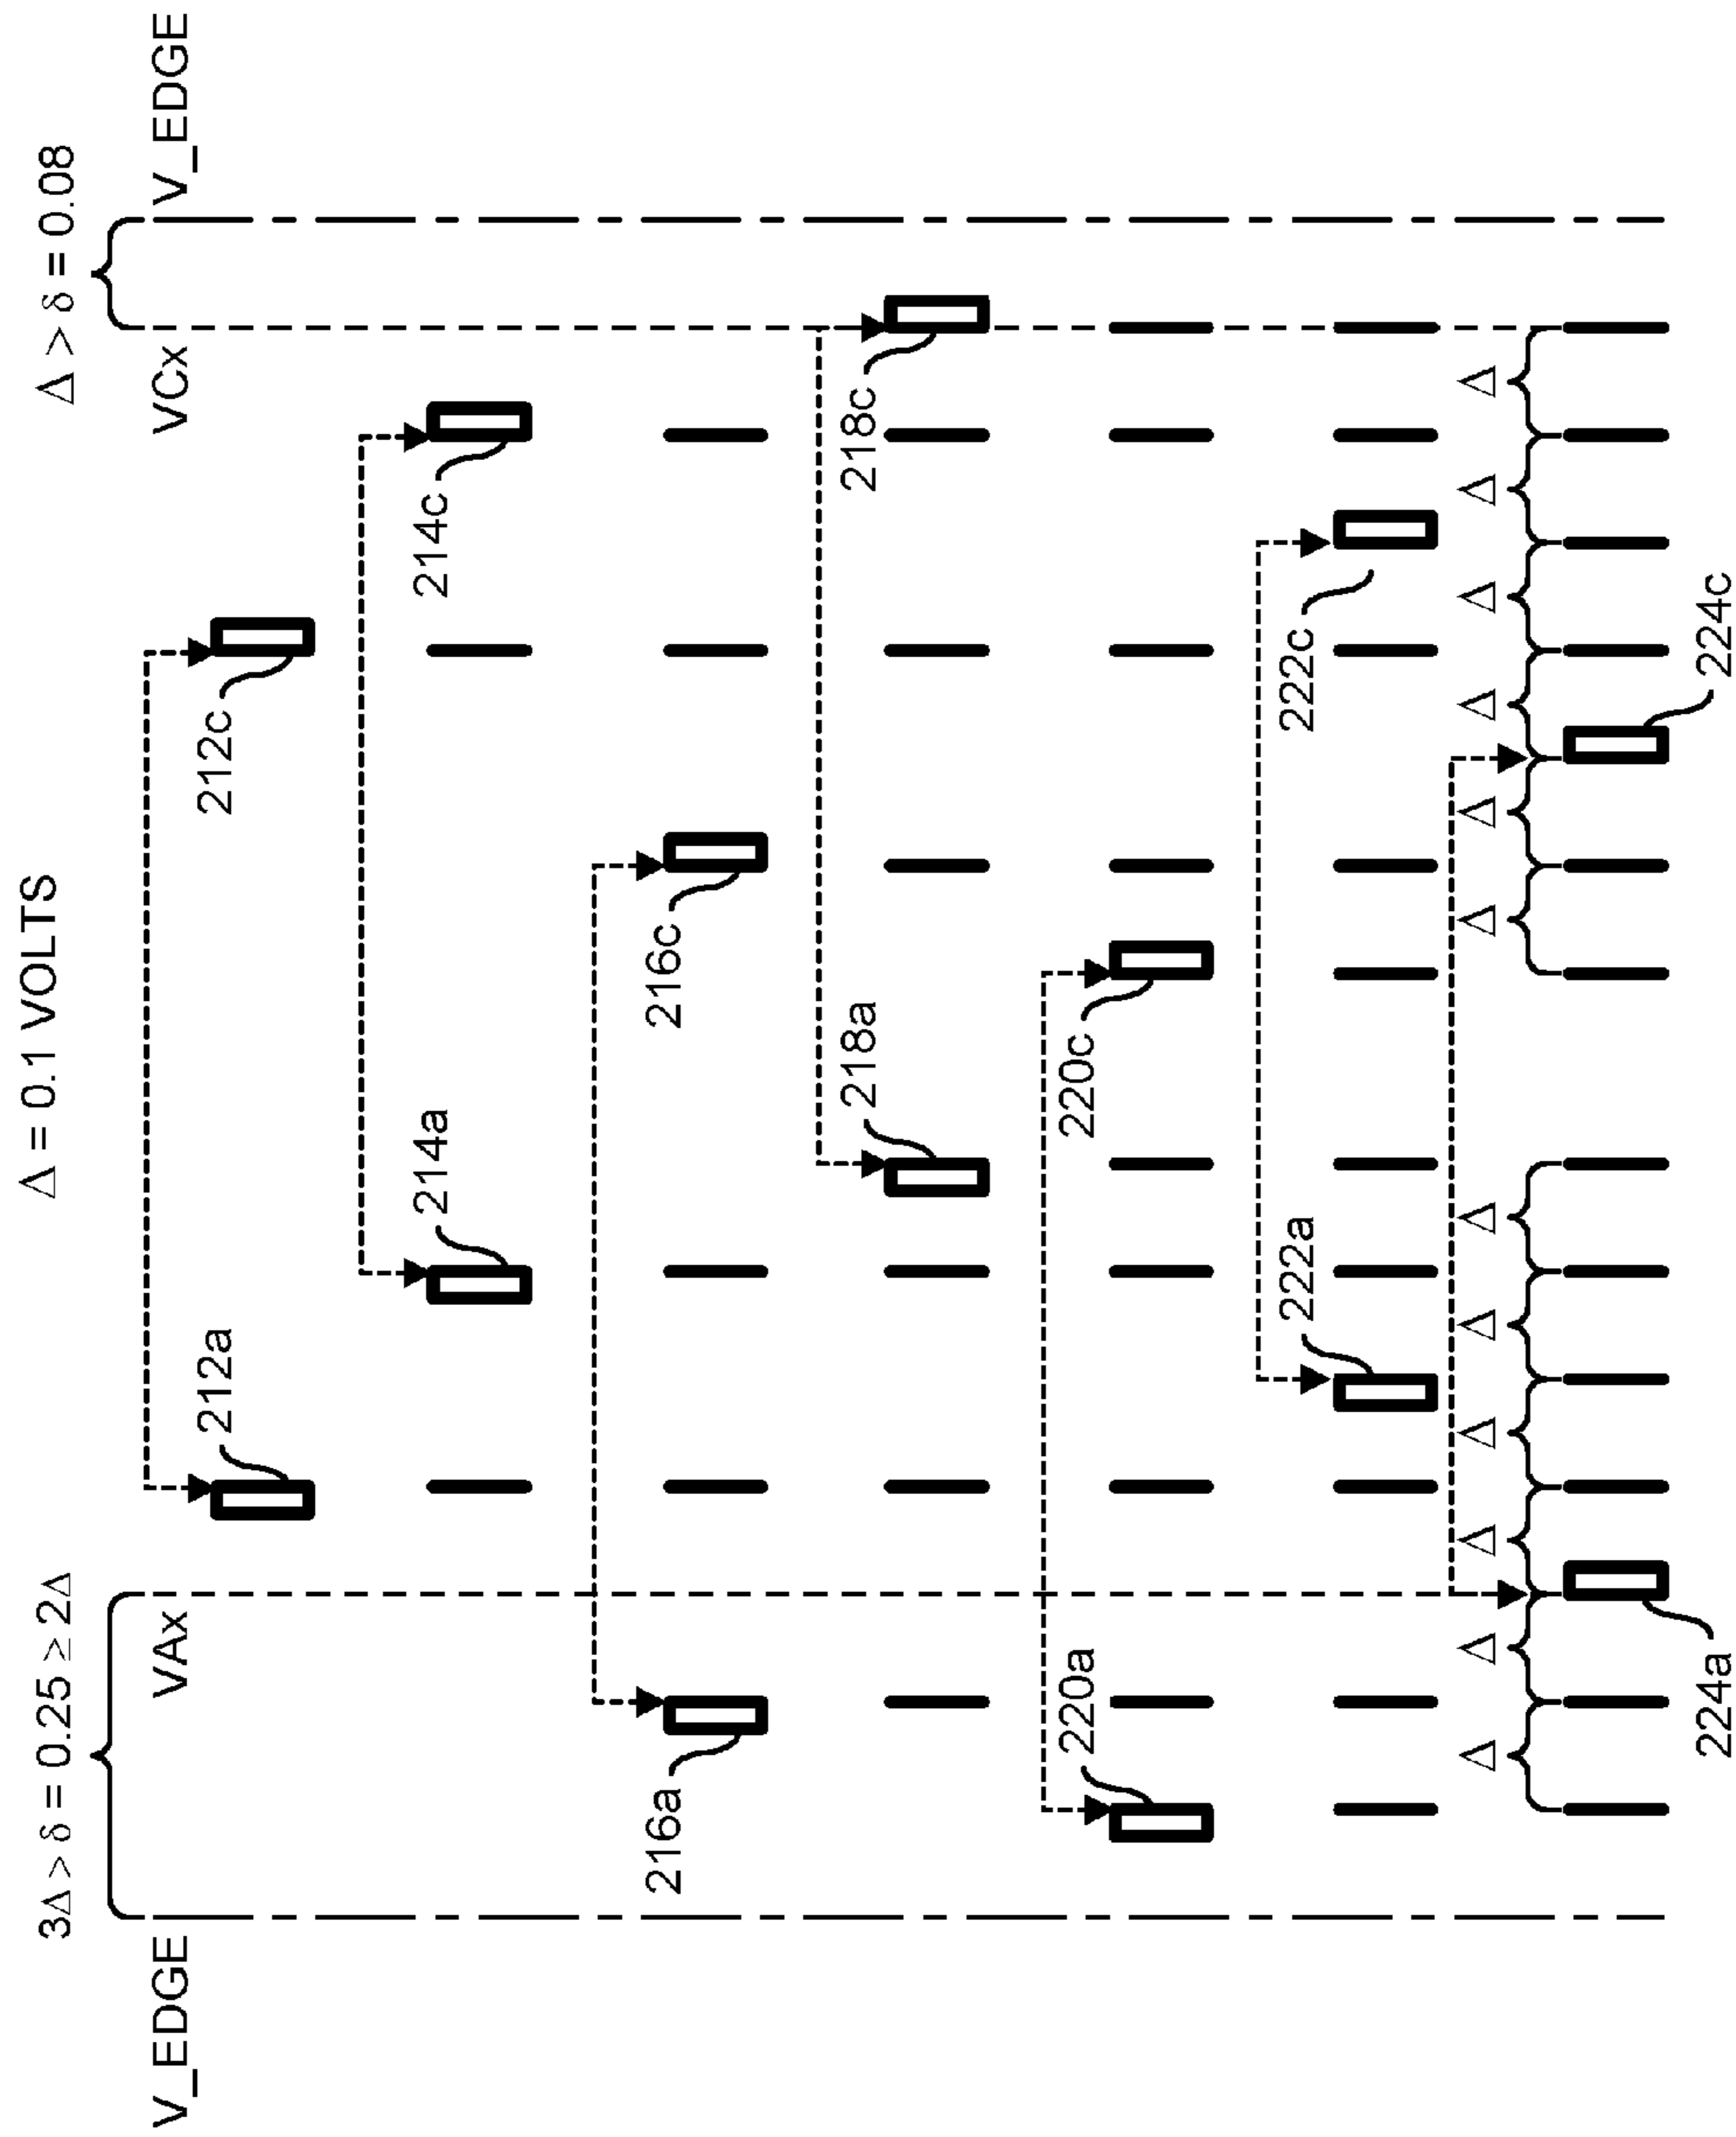 Δ = 0.1 VOLTS
3Δ > δ = 0.25 ≥ 2Δ
Δ > δ = 0.08
V_EDGE
VAx
VCx
V_EDGE
212a
212c
214a
214c
216a
216c
218a
218c
220a
220c
222a
222c
Δ
Δ
Δ
Δ
Δ
Δ
Δ
Δ
Δ
Δ
Δ
Δ
224a
224c